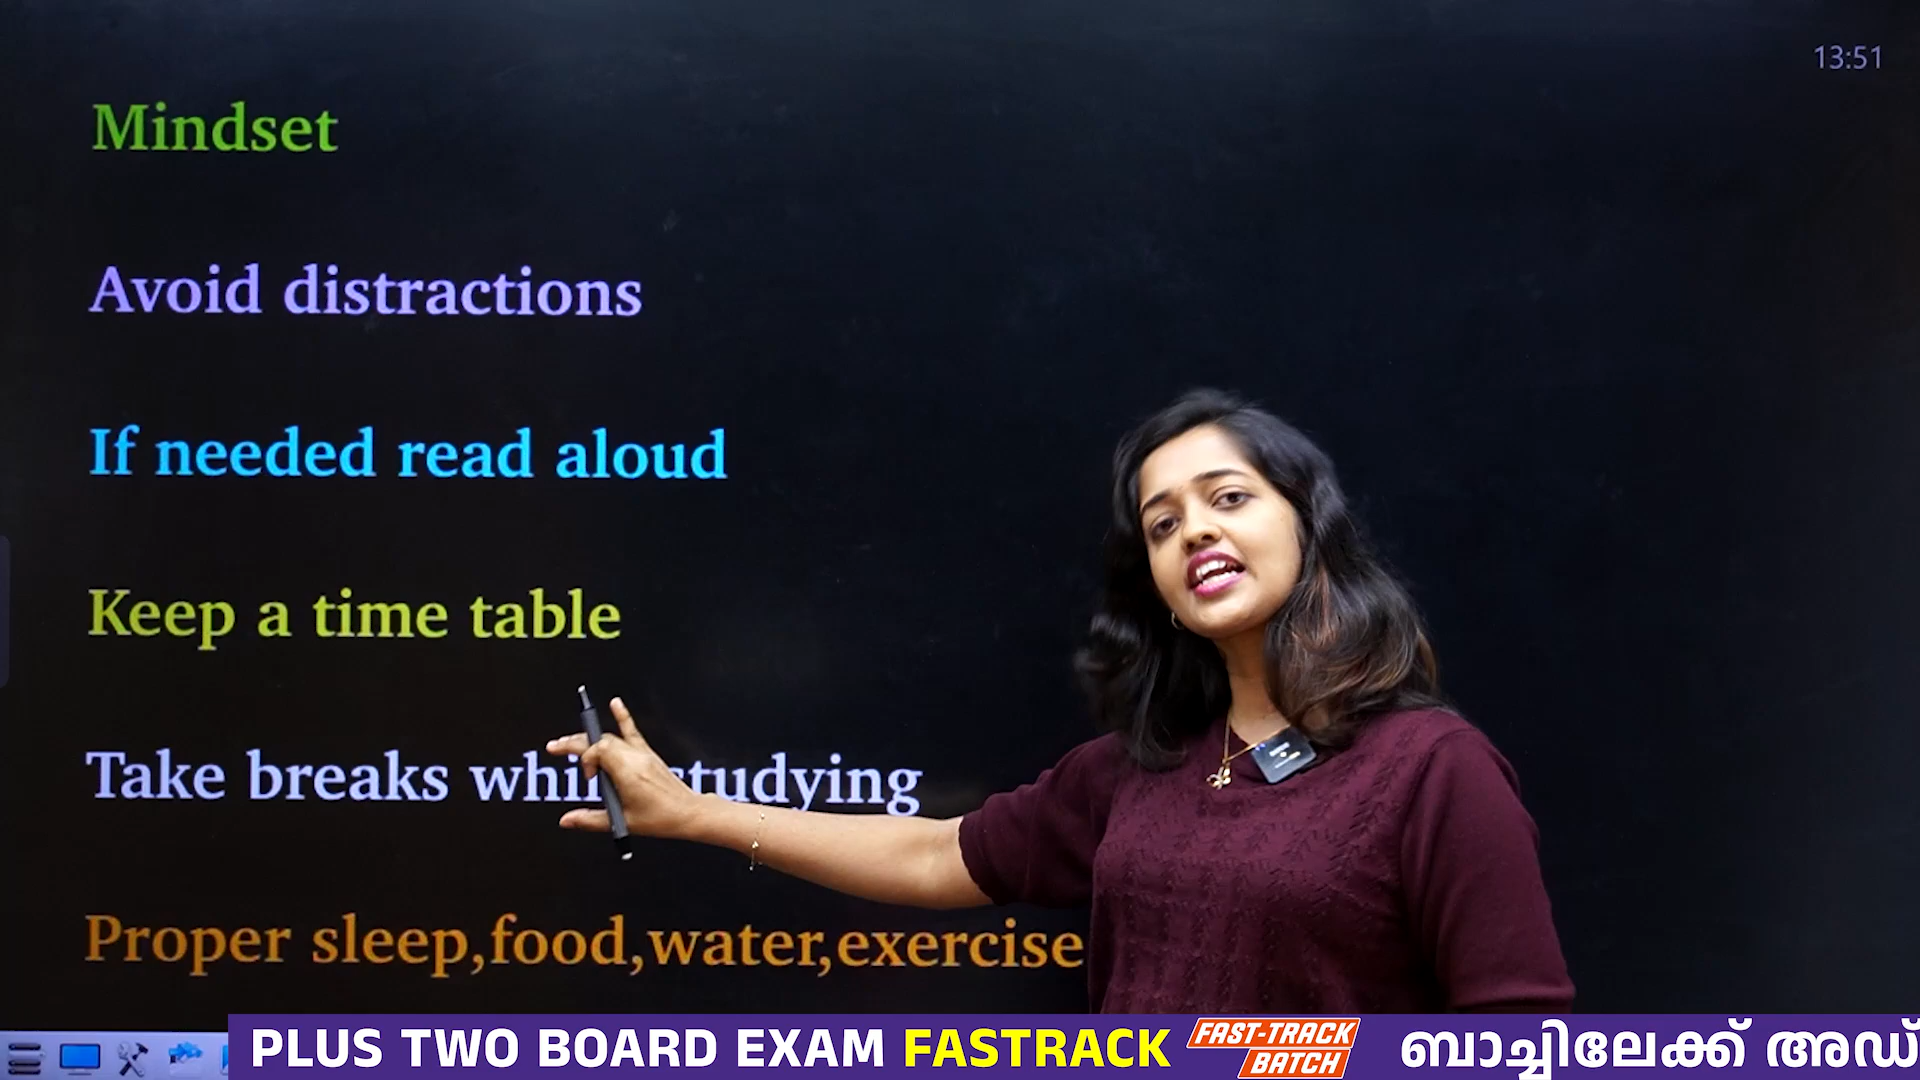 13:51
Mindset
Avoid distractions
If needed read aloud
Keep a time table
Take breaks studying
Proper sleep,food,water,exercise
PLUS TWO BOARD EXAM FASTRACK FAST-TRACK BATCH ബാച്ചിലേക്ക്